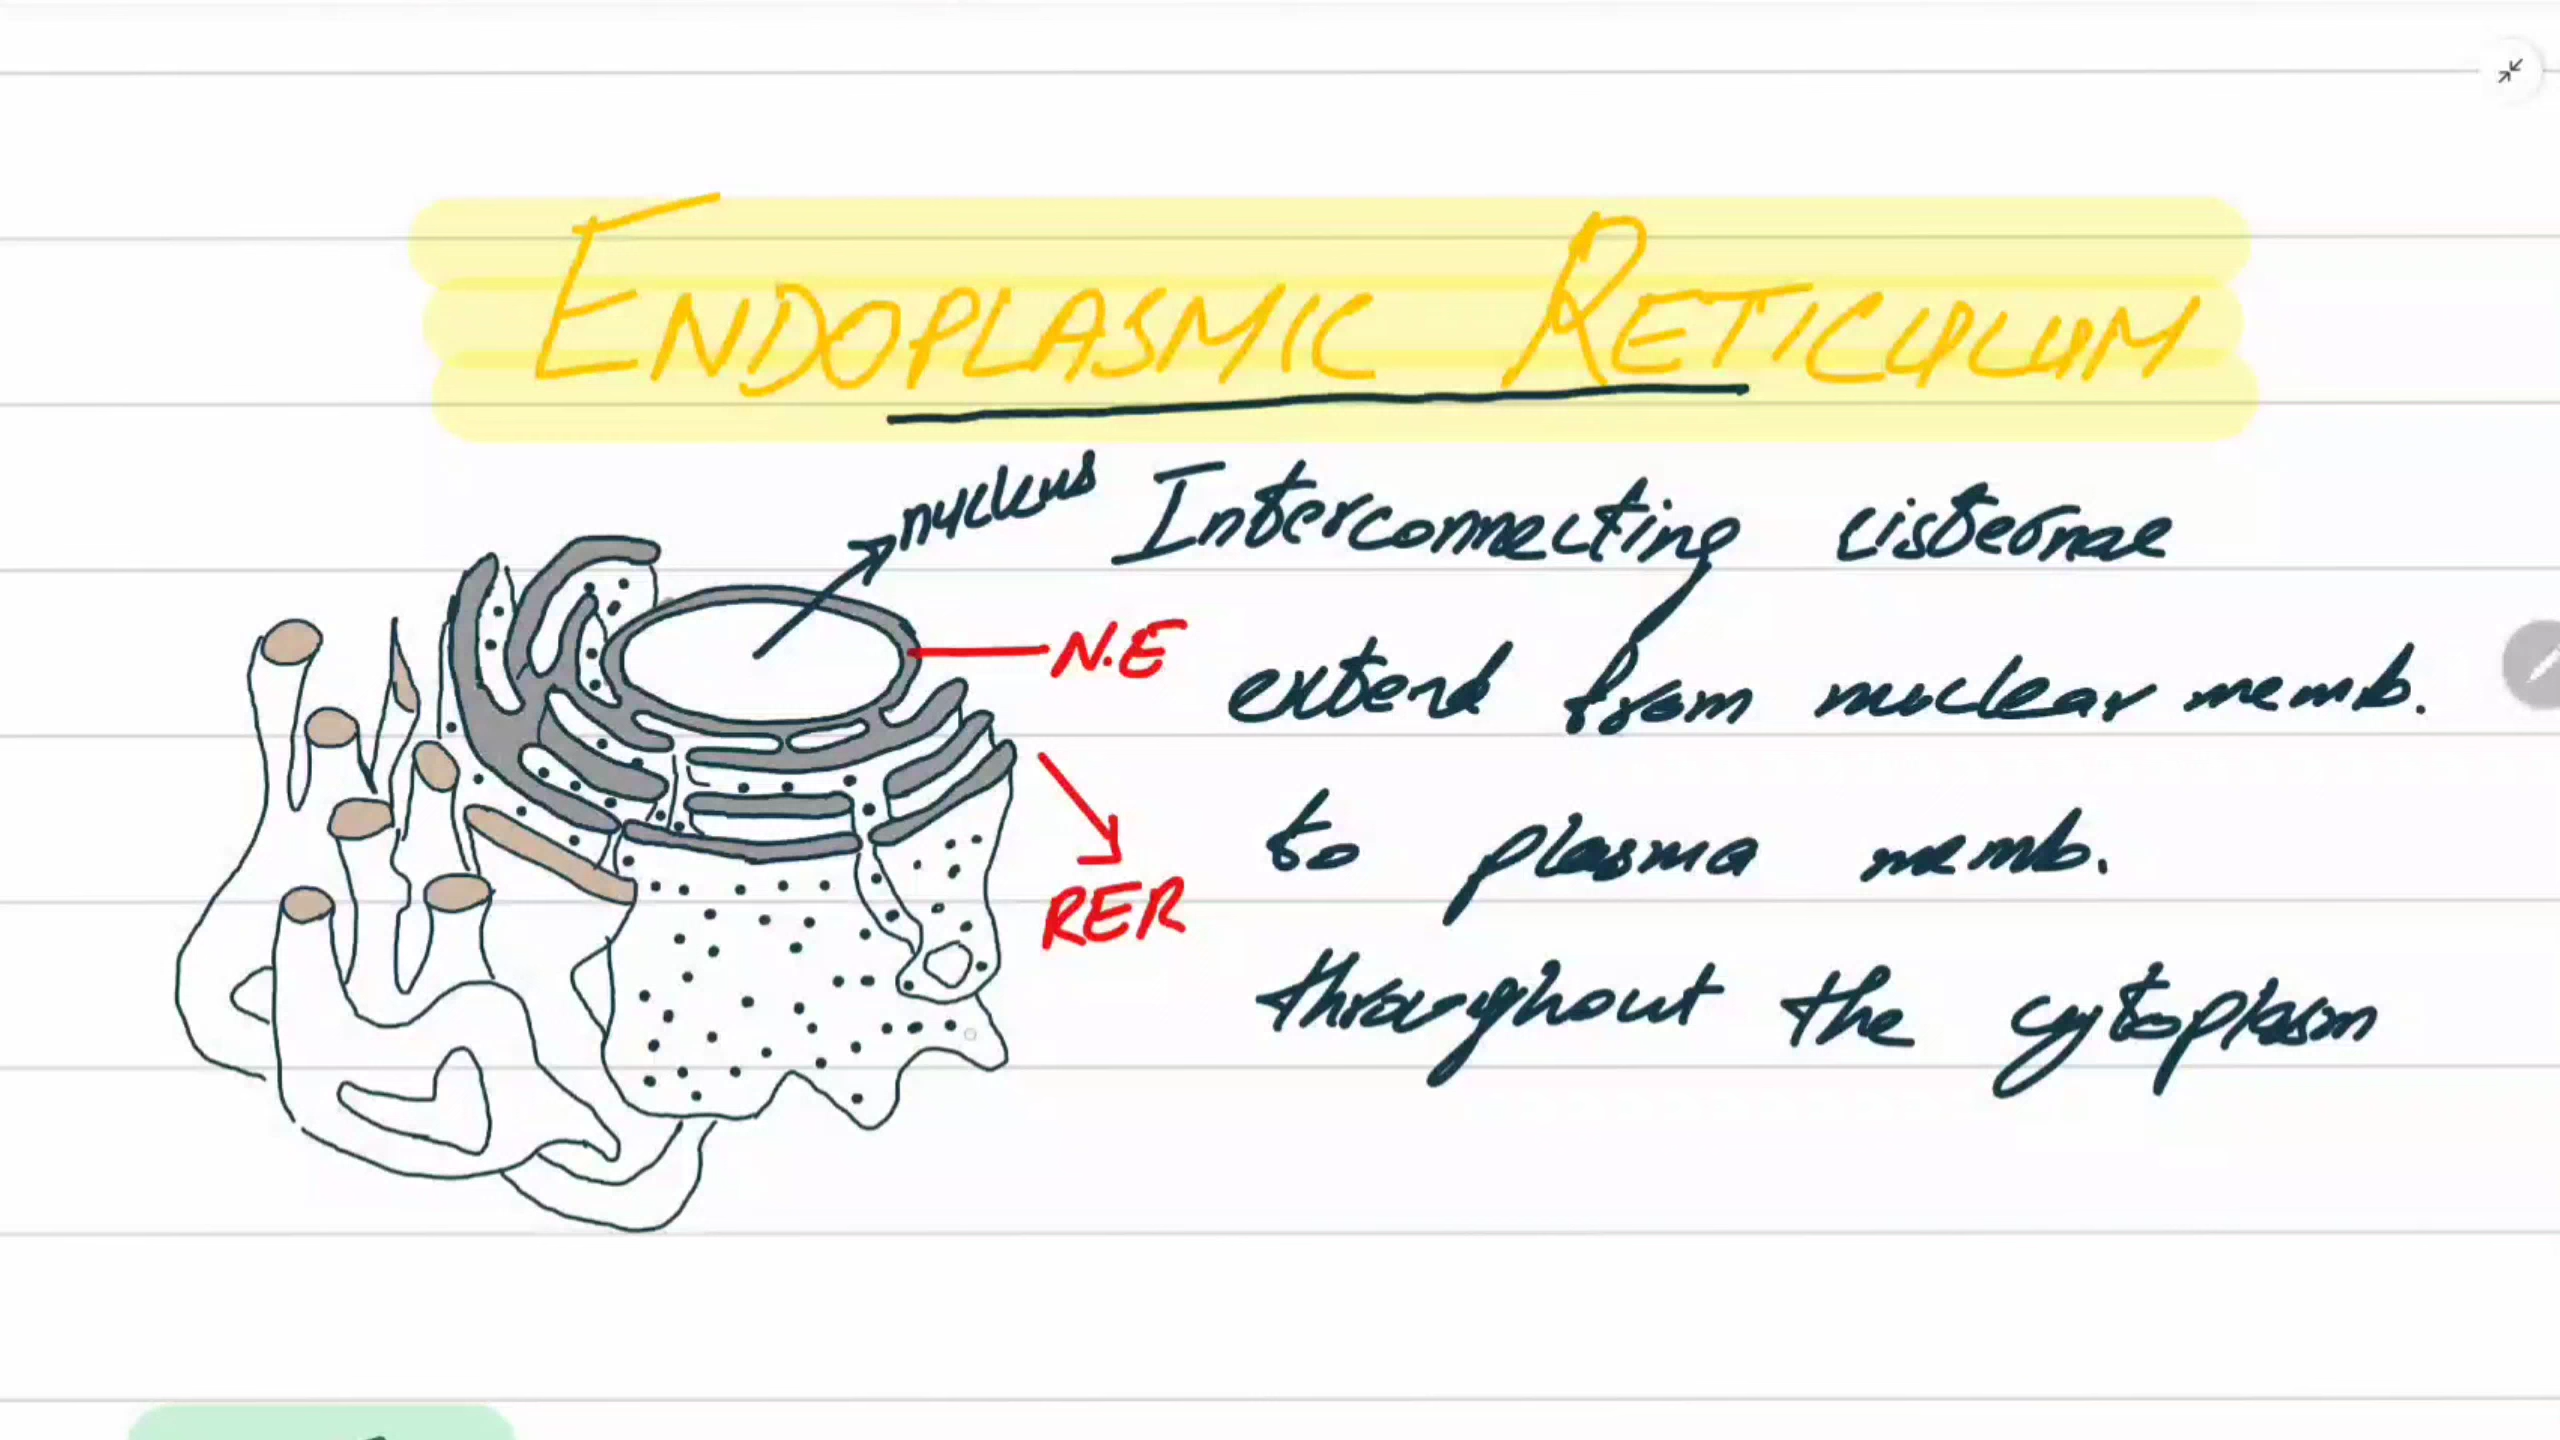 ENDOPLASMIC RETICULUM
nucleus
Interconnecting cisternae
N.E
extend from nuclear memb.
to plasma memb.
RER
throughout the cytoplasm